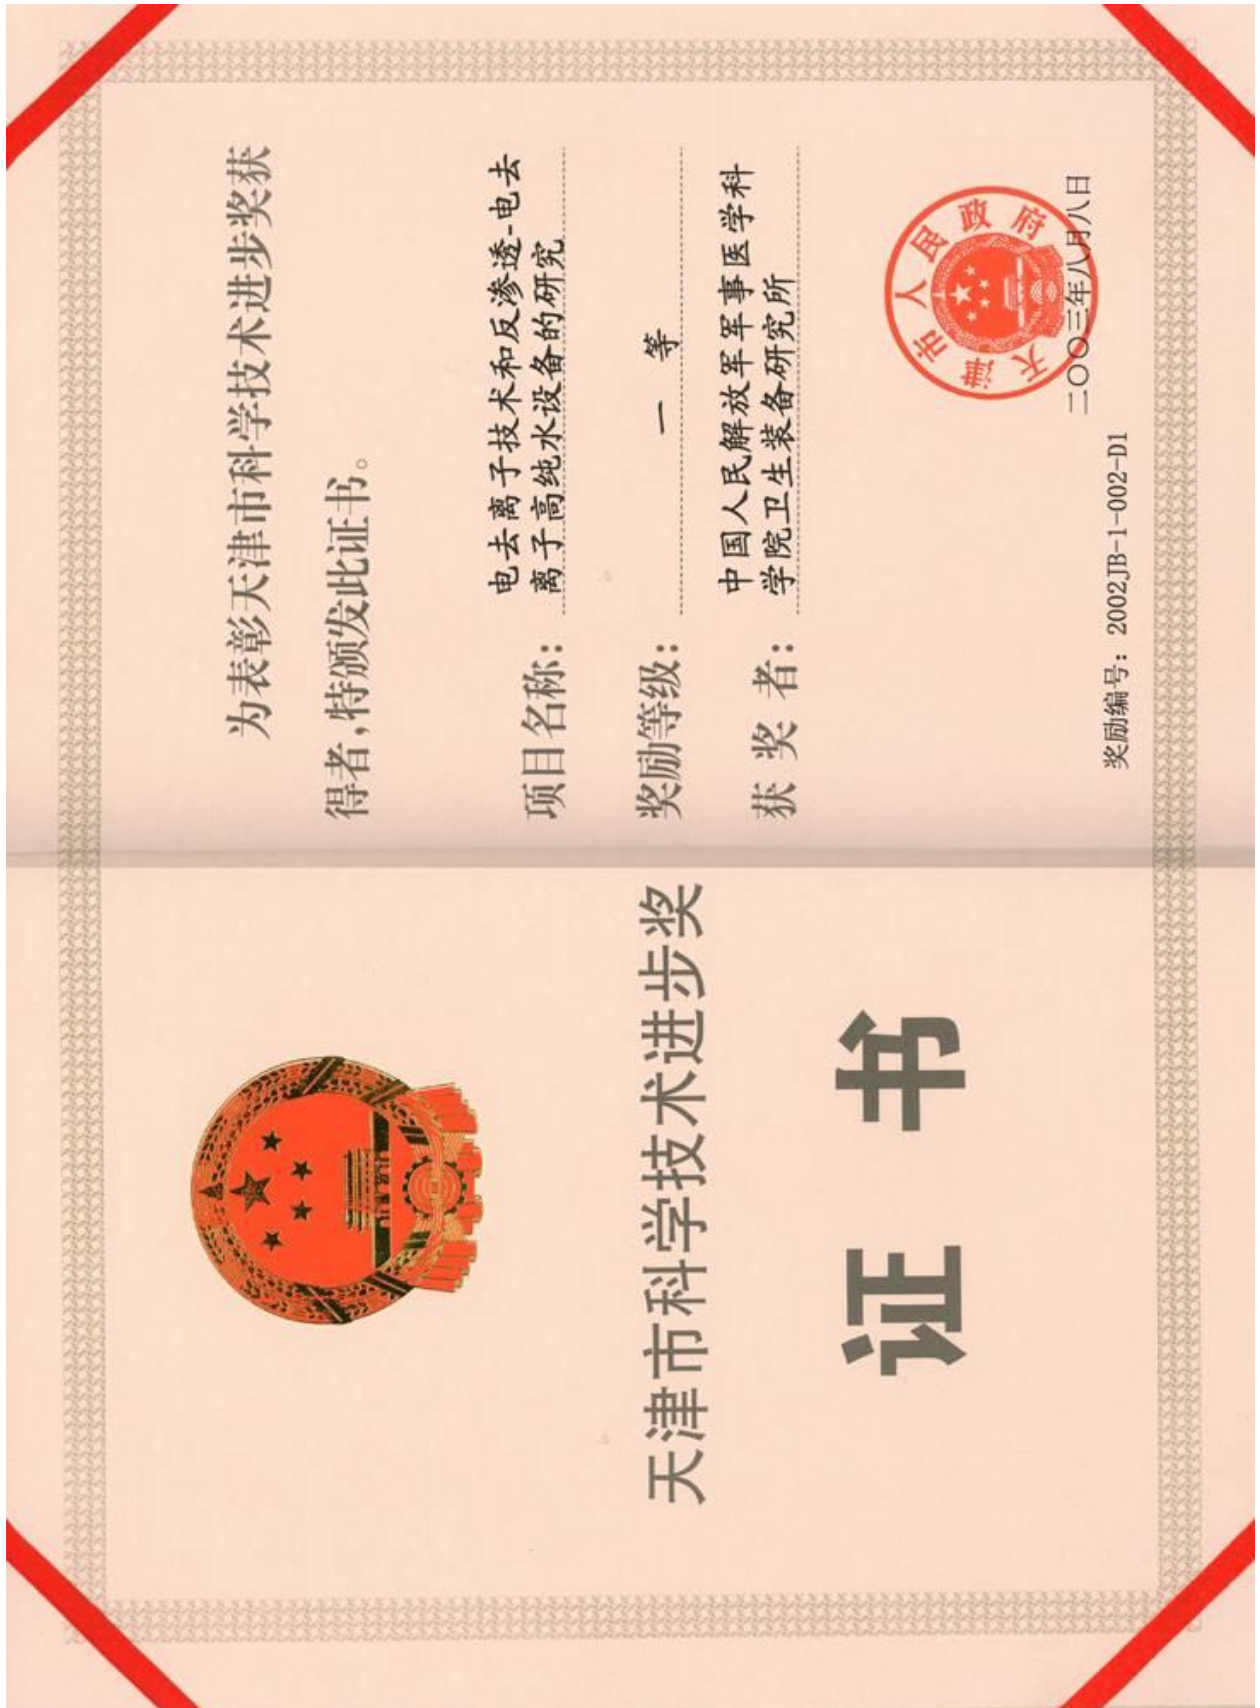 天津市科学技术进步奖
证 书
为表彰天津市科学技术进步奖获
得者,特颁发此证书。
项目名称: 电去离子技术和反渗透-电去
离子高纯水设备的研究
奖励等级: 一 等
获 奖 者: 中国人民解放军军事医学科
学院卫生装备研究所
天津市人民政府
二〇〇三年八月八日
奖励编号: 2002JB-1-002-D1